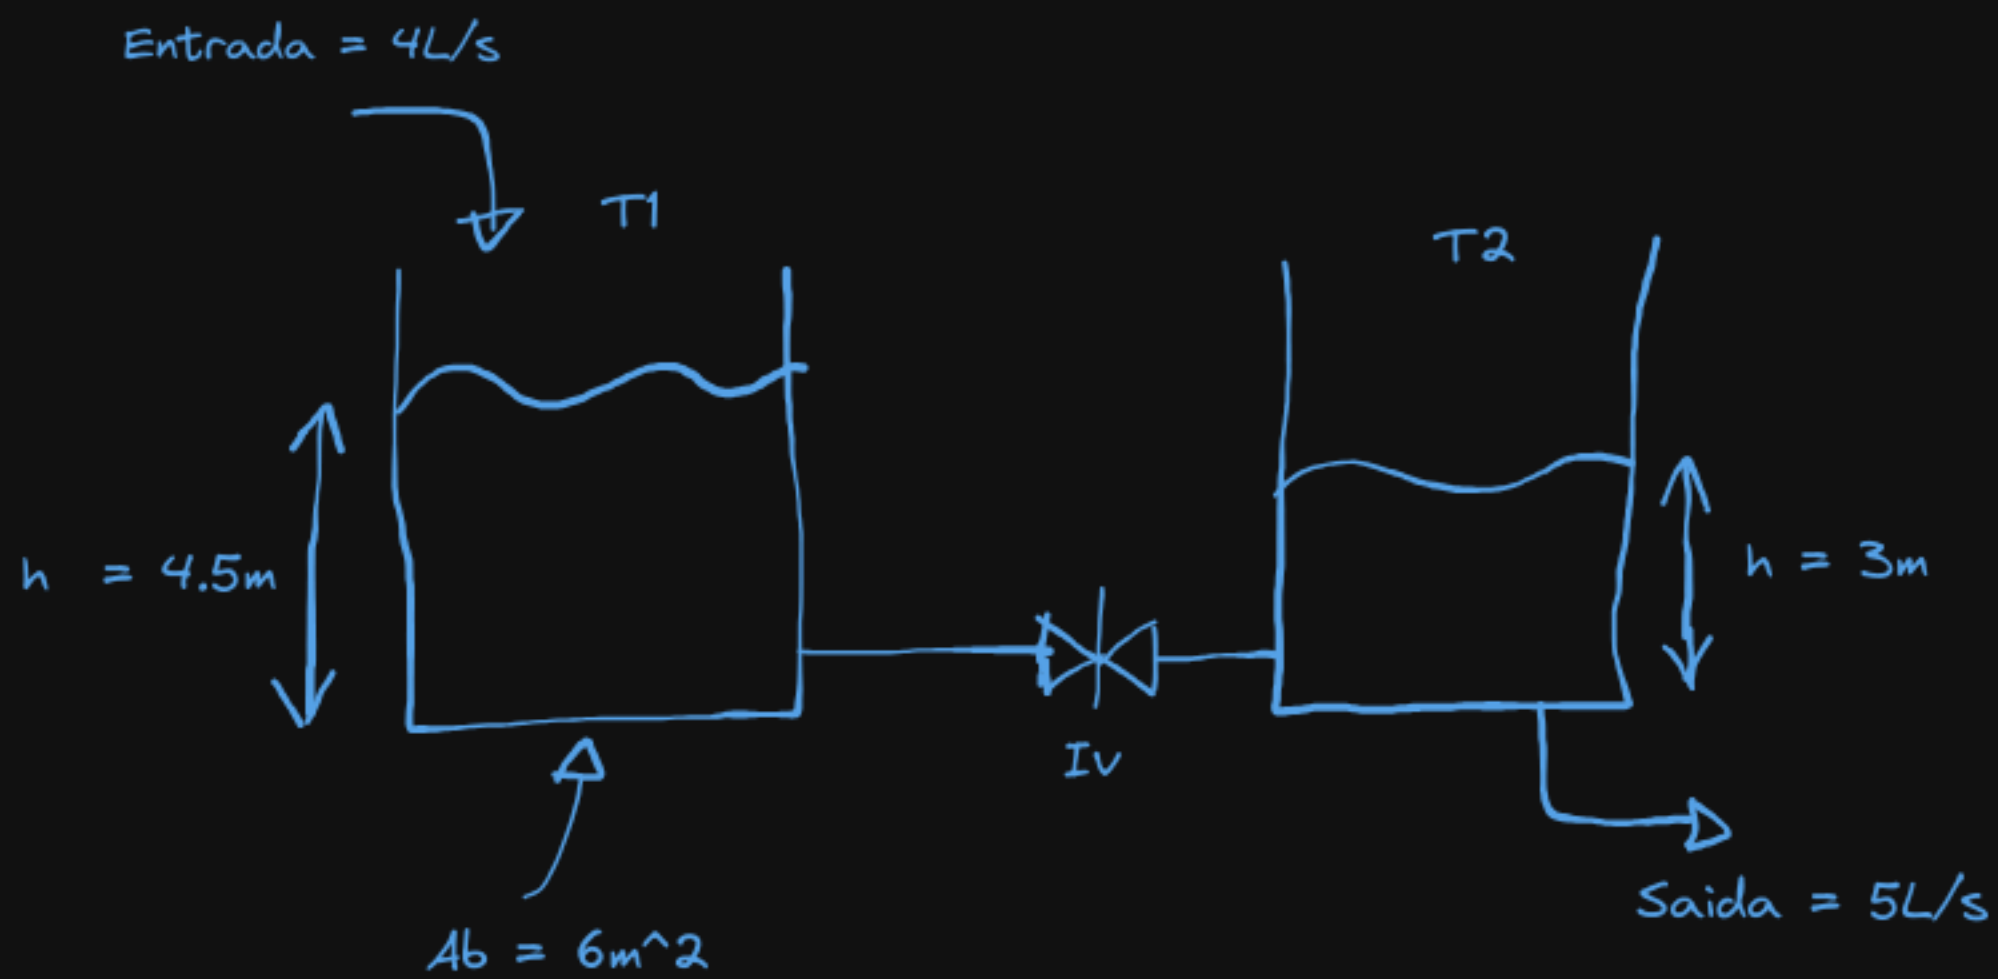 Entrada = 4L/s
T1
T2
h = 4.5m
h = 3m
Iv
Saida = 5L/s
Ab = 6m^2